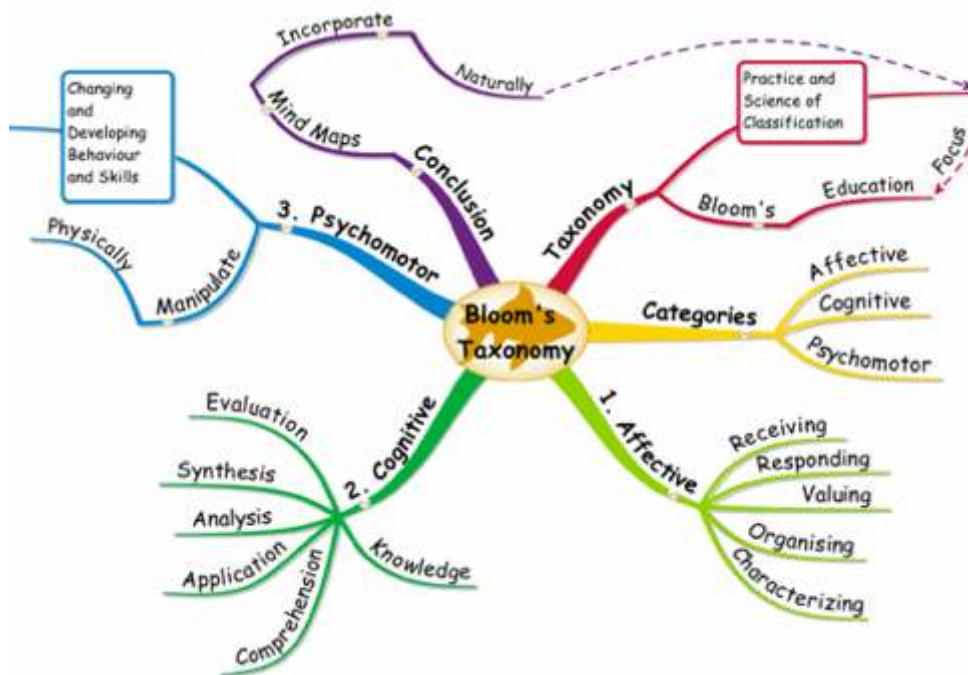 Bloom's
Taxonomy
Taxonomy
Practice and
Science of
Classification
Bloom's
Education
Focus
Categories
Affective
Cognitive
Psychomotor
1. Affective
Receiving
Responding
Valuing
Organising
Characterizing
2. Cognitive
Knowledge
Comprehension
Application
Analysis
Synthesis
Evaluation
3. Psychomotor
Manipulate
Physically
Changing
and
Developing
Behaviour
and Skills
Conclusion
Mind Maps
Incorporate
Naturally